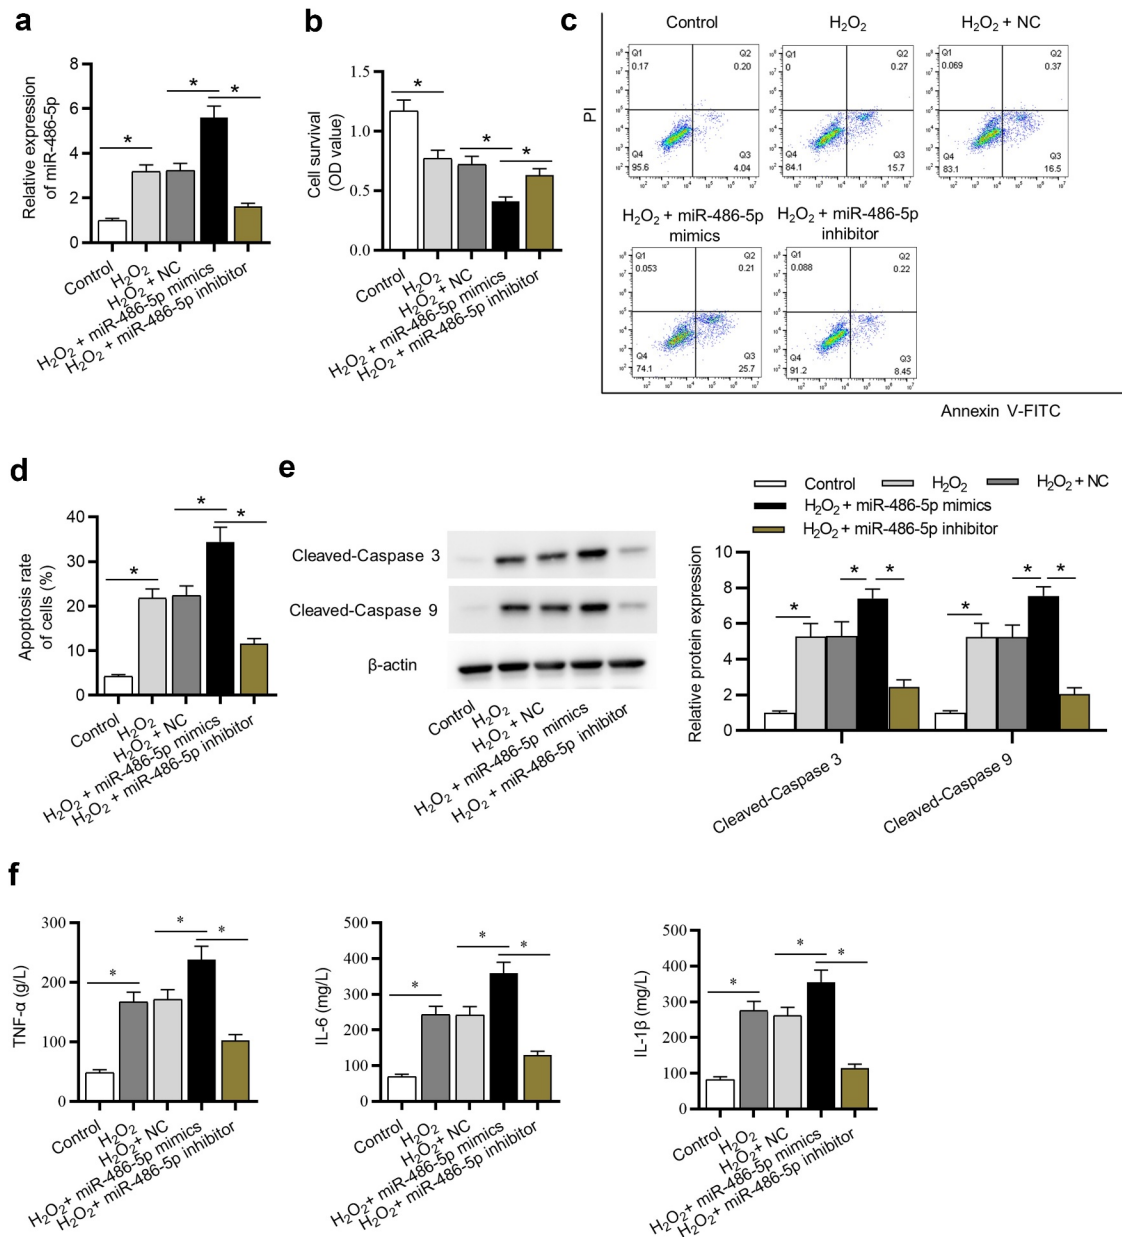 a
Relative expression
of miR-486-5p
8
6
4
2
0
*
*
*
Control
H₂O₂
H₂O₂ + NC
H₂O₂ + miR-486-5p mimics
H₂O₂ + miR-486-5p inhibitor
b
Cell survival
(OD value)
1.5
1.0
0.5
0.0
*
*
*
Control
H₂O₂
H₂O₂ + NC
H₂O₂ + miR-486-5p mimics
H₂O₂ + miR-486-5p inhibitor
c
PI
Control
Q1
0.17
Q2
0.20
Q4
95.6
Q3
4.04
H₂O₂
Q1
0
Q2
0.27
Q4
84.1
Q3
15.7
H₂O₂ + NC
Q1
0.069
Q2
0.37
Q4
83.1
Q3
16.5
H₂O₂ + miR-486-5p
mimics
Q1
0.053
Q2
0.21
Q4
74.1
Q3
25.7
H₂O₂ + miR-486-5p
inhibitor
Q1
0.088
Q2
0.22
Q4
91.2
Q3
8.45
Annexin V-FITC
d
Apoptosis rate
of cells (%)
40
30
20
10
0
*
*
*
Control
H₂O₂
H₂O₂ + NC
H₂O₂ + miR-486-5p mimics
H₂O₂ + miR-486-5p inhibitor
e
Cleaved-Caspase 3
Cleaved-Caspase 9
β-actin
Control
H₂O₂
H₂O₂ + NC
H₂O₂ + miR-486-5p mimics
H₂O₂ + miR-486-5p inhibitor
Control H₂O₂ H₂O₂ + NC
H₂O₂ + miR-486-5p mimics
H₂O₂ + miR-486-5p inhibitor
Relative protein expression
10
8
6
4
2
0
*
*
*
*
*
*
Cleaved-Caspase 3
Cleaved-Caspase 9
f
TNF-α (g/L)
300
200
100
0
*
*
*
Control
H₂O₂
H₂O₂+ NC
H₂O₂+ miR-486-5p mimics
H₂O₂+ miR-486-5p inhibitor
IL-6 (mg/L)
500
400
300
200
100
0
*
*
*
Control
H₂O₂
H₂O₂+ NC
H₂O₂+ miR-486-5p mimics
H₂O₂+ miR-486-5p inhibitor
IL-1β (mg/L)
500
400
300
200
100
0
*
*
*
Control
H₂O₂
H₂O₂+ NC
H₂O₂+ miR-486-5p mimics
H₂O₂+ miR-486-5p inhibitor